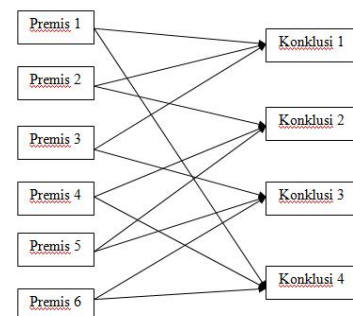 Premis 1
Konklusi 1
Premis 2
Konklusi 2
Premis 3
Premis 4
Konklusi 3
Premis 5
Konklusi 4
Premis 6